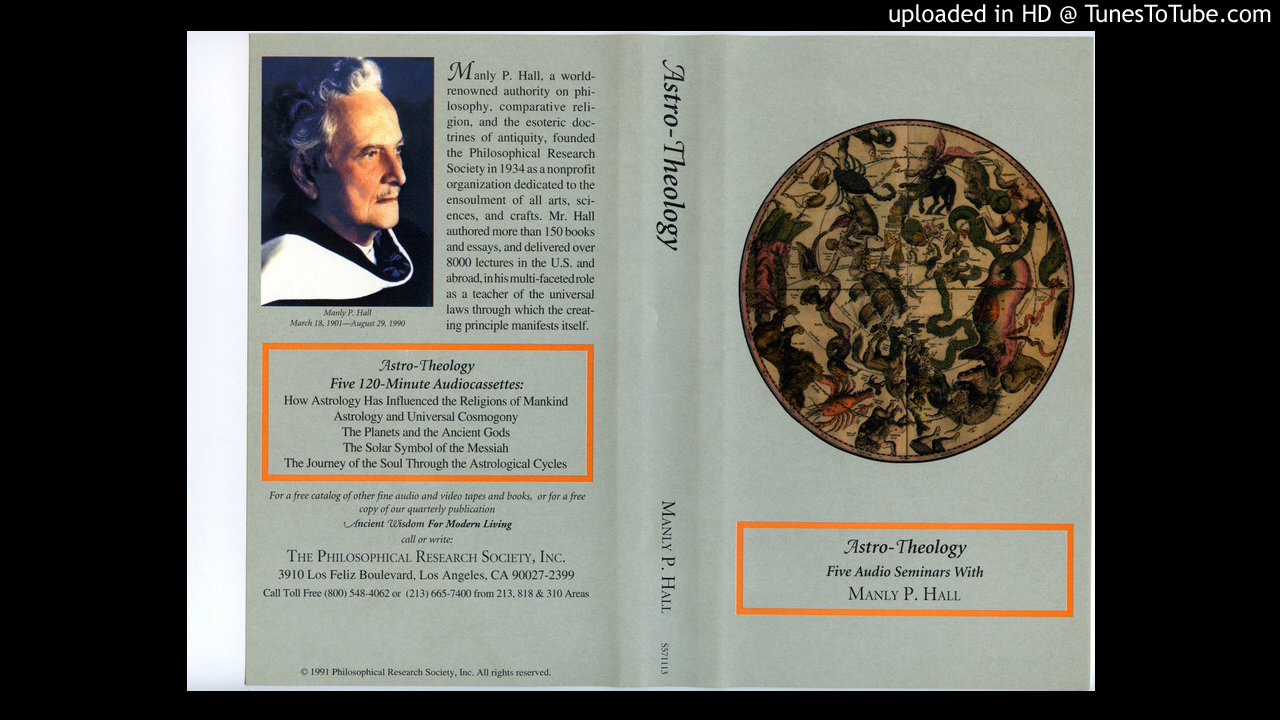 uploaded in HD @ TunesToTube.com
Manly P. Hall, a world-
renowned authority on phi-
losophy, comparative reli-
gion, and the esoteric doc-
trines of antiquity, founded
the Philosophical Research
Society in 1934 as a nonprofit
organization dedicated to the
ensoulment of all arts, sci-
ences, and crafts. Mr. Hall
authored more than 150 books
and essays, and delivered over
8000 lectures in the U.S. and
abroad, in his multi-faceted role
as a teacher of the universal
laws through which the creat-
ing principle manifests itself.
Manly P. Hall
March 18, 1901—August 29, 1990
Astro-Theology
Five 120-Minute Audiocassettes:
How Astrology Has Influenced the Religions of Mankind
Astrology and Universal Cosmogony
The Planets and the Ancient Gods
The Solar Symbol of the Messiah
The Journey of the Soul Through the Astrological Cycles
For a free catalog of other fine audio and video tapes and books, or for a free
copy of our quarterly publication
Ancient Wisdom For Modern Living
call or write:
THE PHILOSOPHICAL RESEARCH SOCIETY, INC.
3910 Los Feliz Boulevard, Los Angeles, CA 90027-2399
Call Toll Free (800) 548-4062 or (213) 665-7400 from 213, 818 & 310 Areas
© 1991 Philosophical Research Society, Inc. All rights reserved.
Astro-Theology
MANLY P. HALL
S571113
Astro-Theology
Five Audio Seminars With
MANLY P. HALL